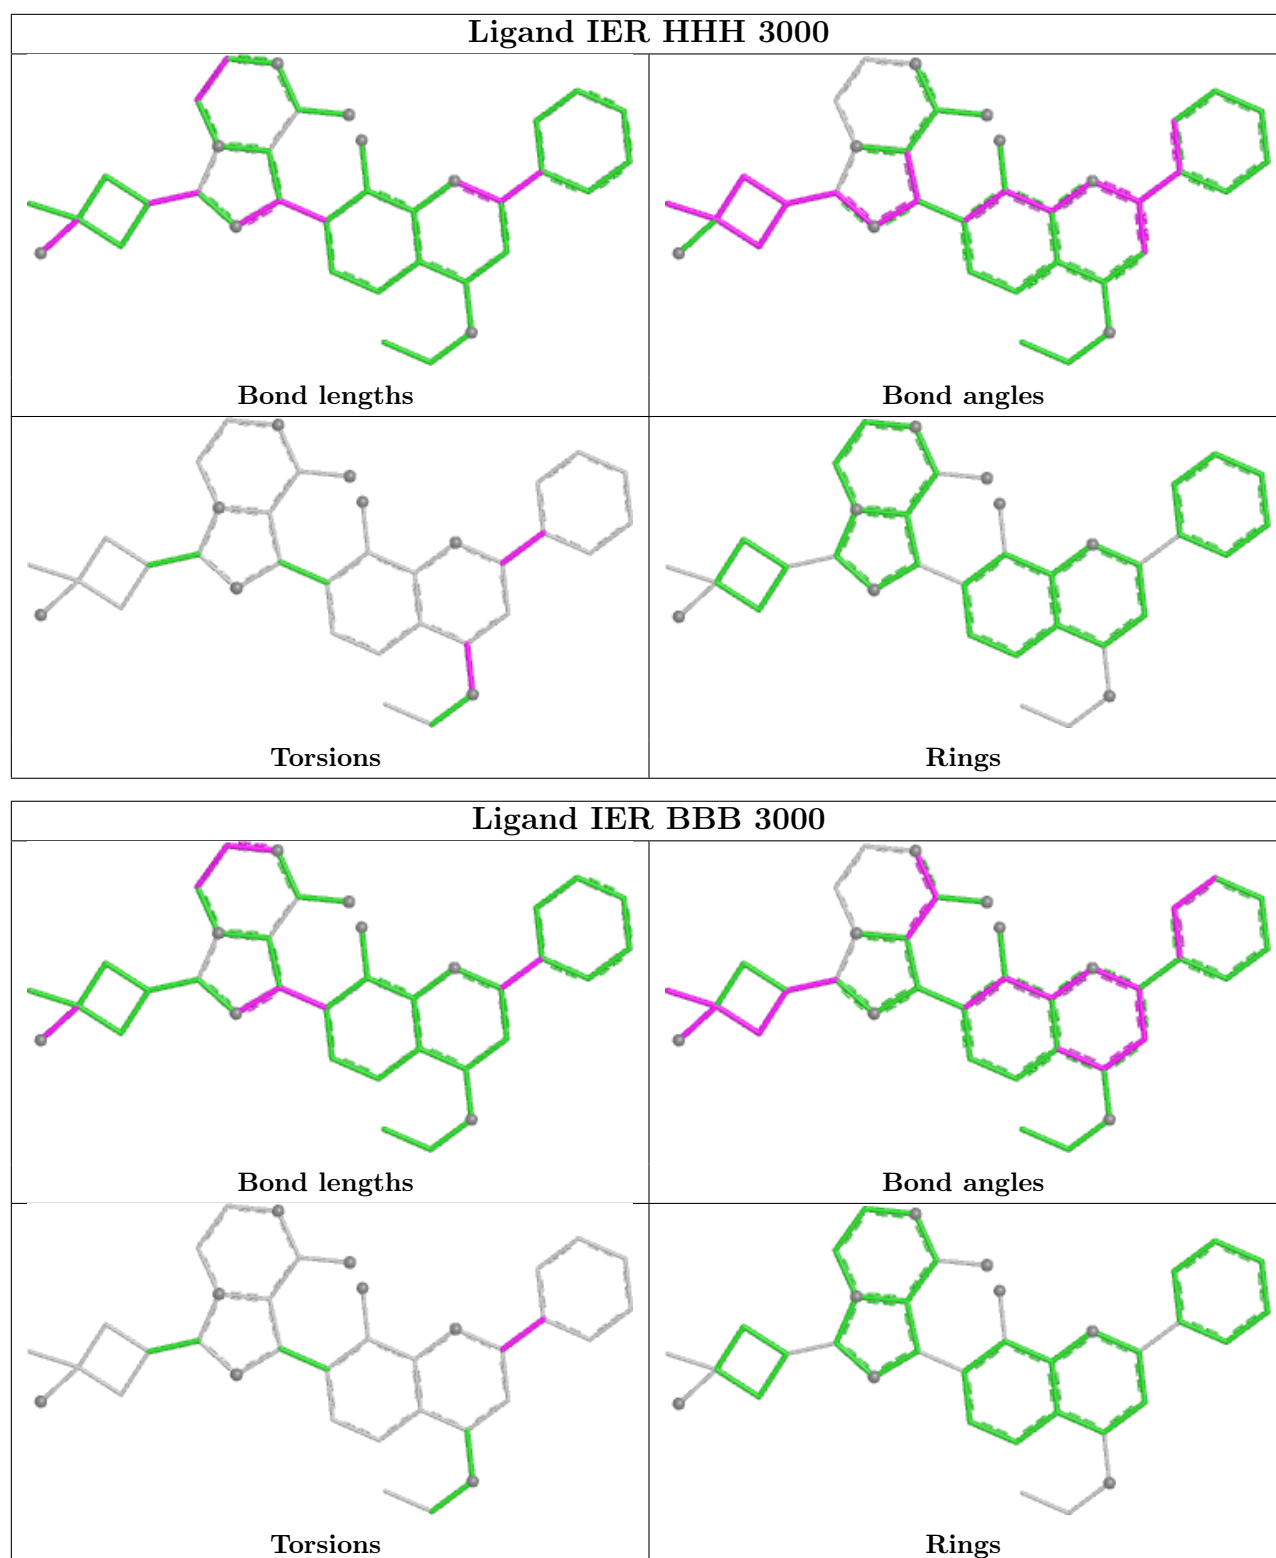 Ligand IER HHH 3000
Bond lengths
Bond angles
Torsions
Rings
Ligand IER BBB 3000
Bond lengths
Bond angles
Torsions
Rings